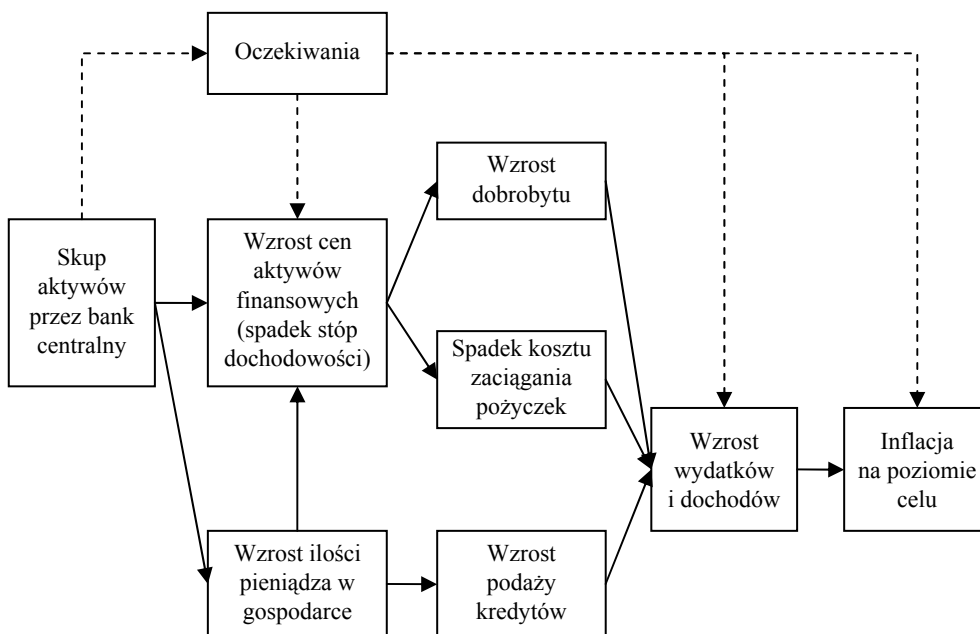 Oczekiwania
Wzrost
dobrobytu
Skup
aktywów
przez bank
centralny
Wzrost cen
aktywów
finansowych
(spadek stóp
dochodowości)
Spadek kosztu
zaciągania
pożyczek
Wzrost
wydatków
i dochodów
Inflacja
na poziomie
celu
Wzrost ilości
pieniądza w
gospodarce
Wzrost
podaży
kredytów